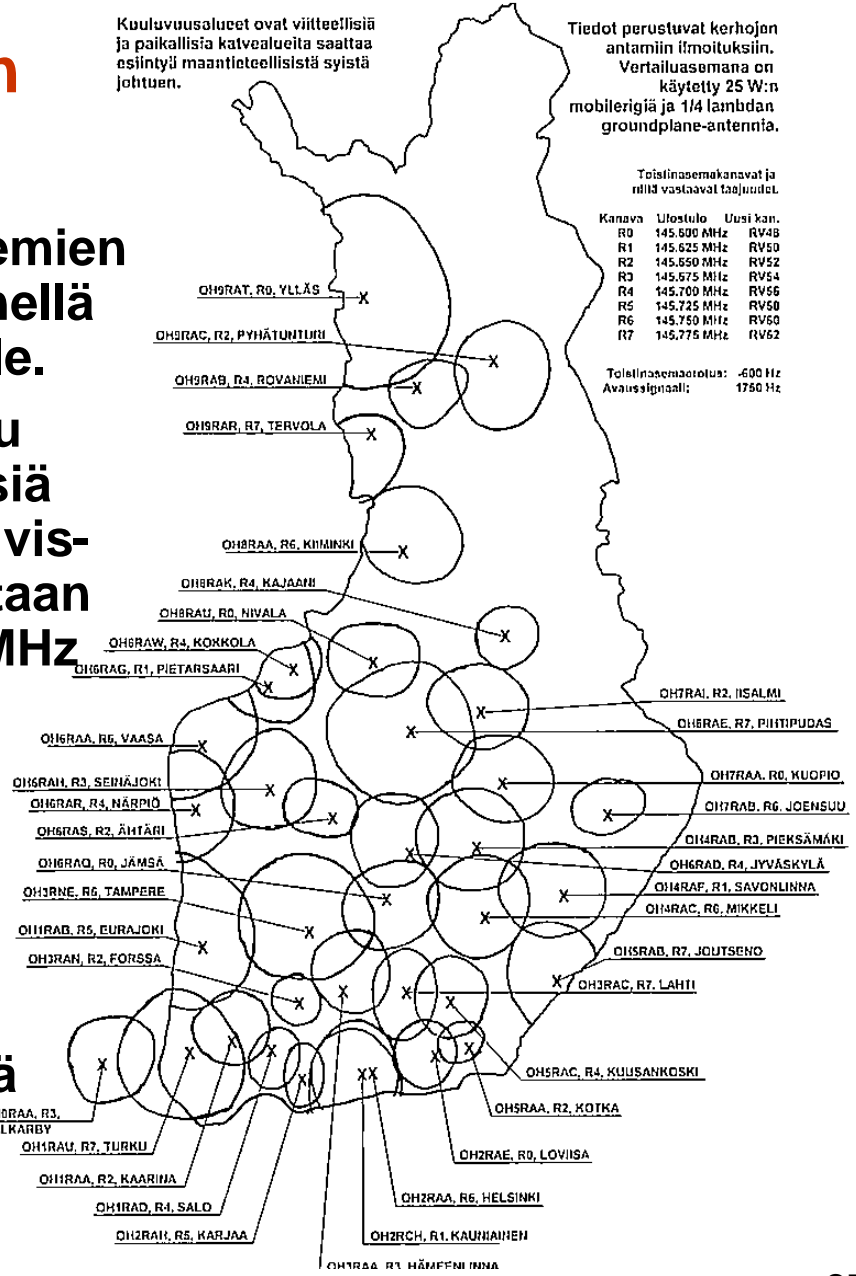 n
Kuuluvuusalueet ovat viitteellisiä
ja paikallisia katvealueita saattaa
esiintyä maantieteellisistä syistä
johtuen.
Tiedot perustuvat kerhojen
antamiin ilmoituksiin.
Vertailuasemana on
käytetty 25 W:n
mobilerigiä ja 1/4 lambdan
groundplane-antennia.
emien
nellä
le.
u
siä
vis-
taan
MHz
ä
Toistinasemakanavat ja
niitä vastaavat taajuudet.
Kanava Ulostulo Uusi kan.
R0 145.600 MHz RV48
R1 145.625 MHz RV50
R2 145.650 MHz RV52
R3 145.675 MHz RV54
R4 145.700 MHz RV56
R5 145.725 MHz
R6 145.750 MHz RV60
R7 145.775 MHz RV62
-600 Hz
Avaussignaali: 1750 Hz
OH9RAT, R0, YLLÄS
OH9RAC, R2, PYHÄTUNTURI
OH9RAB, R4, ROVANIEMI
OH9RAR, R7, TERVOLA
OH8RAA, R6, KIIMINKI
OH8RAK, R4, KAJAANI
OH8RAU, R0, NIVALA
OH6RAW, R4, KOKKOLA
OH6RAG, R1, PIETARSAARI
OH7RAI, R2, IISALMI
OH6RAE, R7, PIHTIPUDAS
OH6RAA, R6, VAASA
OH7RAA, R0, KUOPIO
OH6RAH, R3, SEINÄJOKI
OH6RAR, R4, NÄRPIÖ
OH7RAB, R6, JOENSUU
OH6RAS, R2, ÄHTÄRI
OH4RAB, R3, PIEKSÄMÄKI
OH6RAQ, R0, JÄMSÄ
OH6RAD, R4, JYVÄSKYLÄ
OH3RNE, R6, TAMPERE
OH4RAF, R1, SAVONLINNA
OH4RAC, R6, MIKKELI
OH1RAB, R5, EURAJOKI
OH5RAB, R7, JOUTSENO
OH3RAN, R2, FORSSA
OH3RAC, R7, LAHTI
OH5RAC, R4, KUUSANKOSKI
0RAA, R3,
LKARBY
OH5RAA, R2, KOTKA
OH1RAU, R7, TURKU
OH2RAE, R0, LOVIISA
OH1RAA, R2, KAARINA
OH2RAA, R6, HELSINKI
OH1RAD, R4, SALO
OH2RAH, R5, KARJAA
OH2RCH, R1, KAUNIAINEN
OH3RAA, R3, HÄMEENLINNA